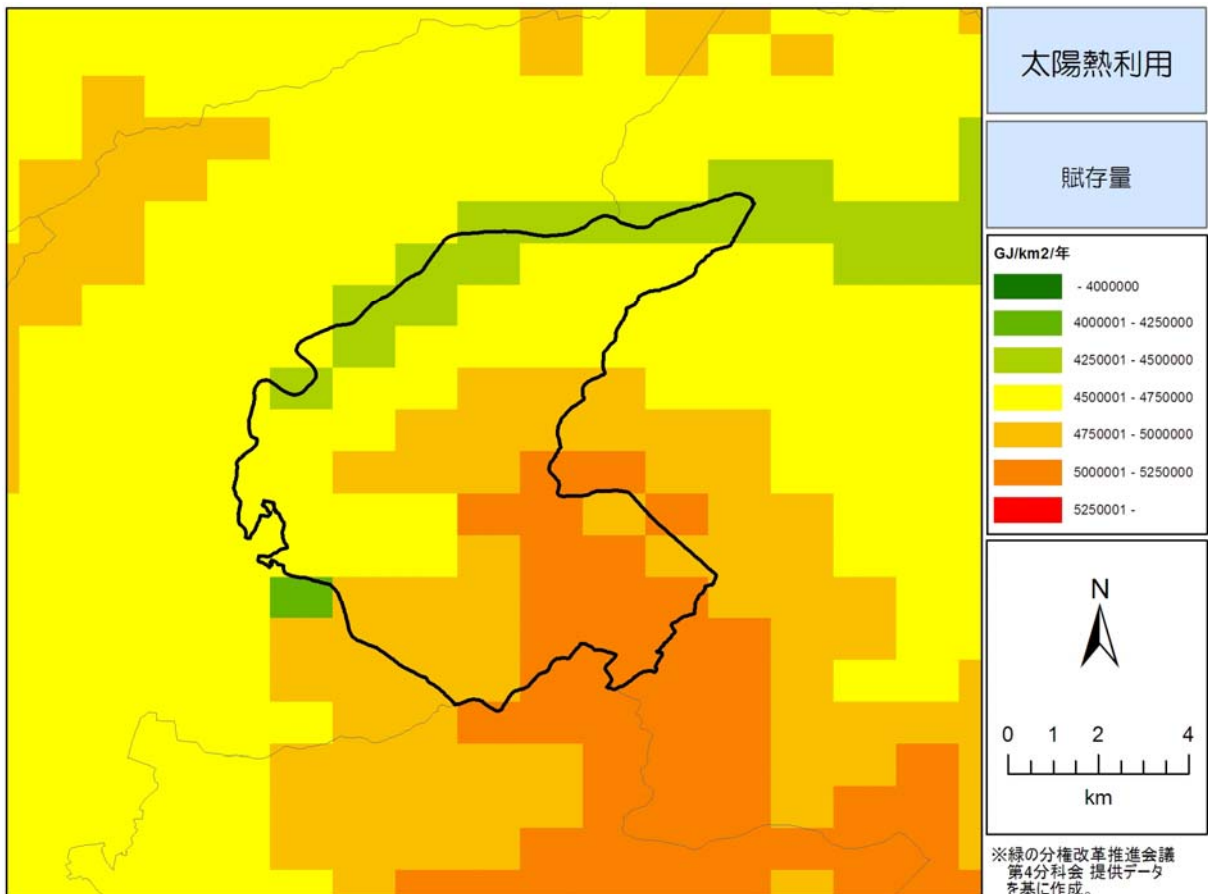 太陽熱利用
賦存量
GJ/km2/年
- 4000000
4000001 - 4250000
4250001 - 4500000
4500001 - 4750000
4750001 - 5000000
5000001 - 5250000
5250001 -
N
0 1 2 4
km
※緑の分権改革推進会議
第4分科会 提供データ
を基に作成。